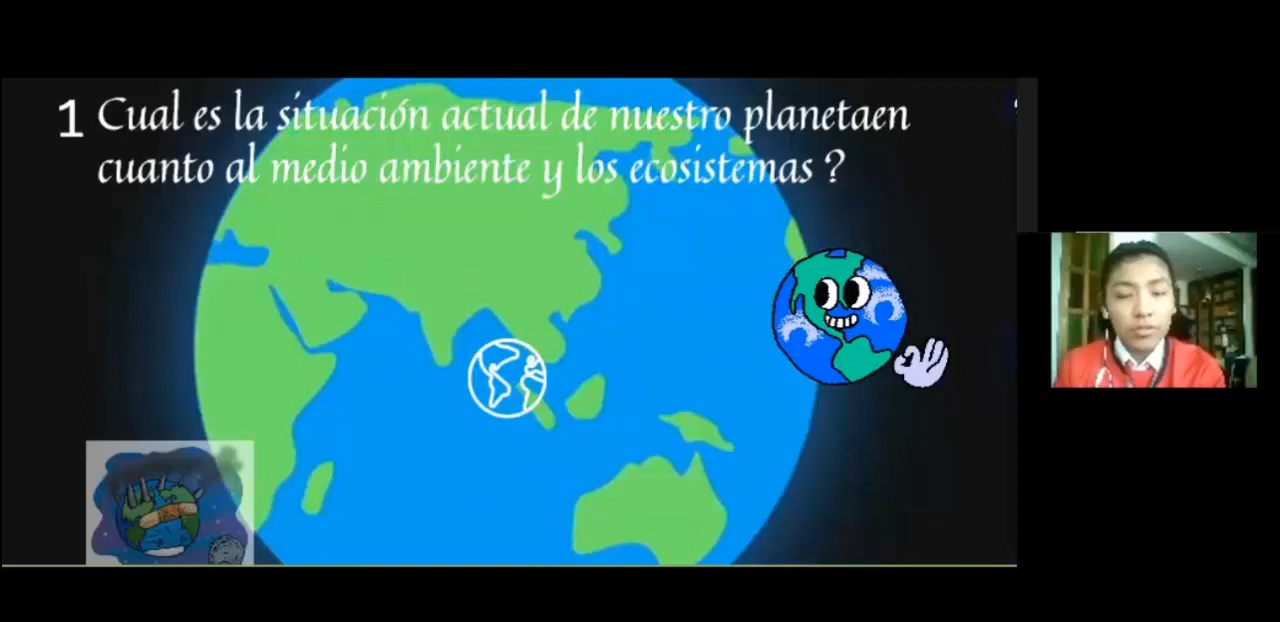 1 Cual es la situación actual de nuestro planetaen
cuanto al medio ambiente y los ecosistemas ?